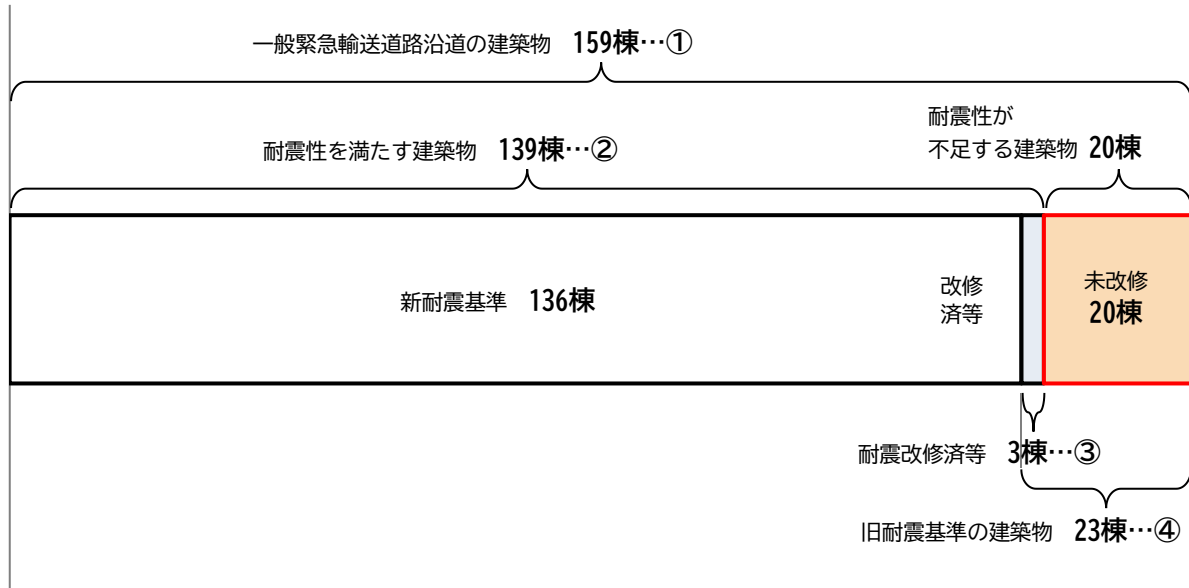 一般緊急輸送道路沿道の建築物 159棟…①
耐震性が
不足する建築物 20棟
耐震性を満たす建築物 139棟…②
新耐震基準 136棟
改修
済等
未改修
20棟
耐震改修済等 3棟…③
旧耐震基準の建築物 23棟…④